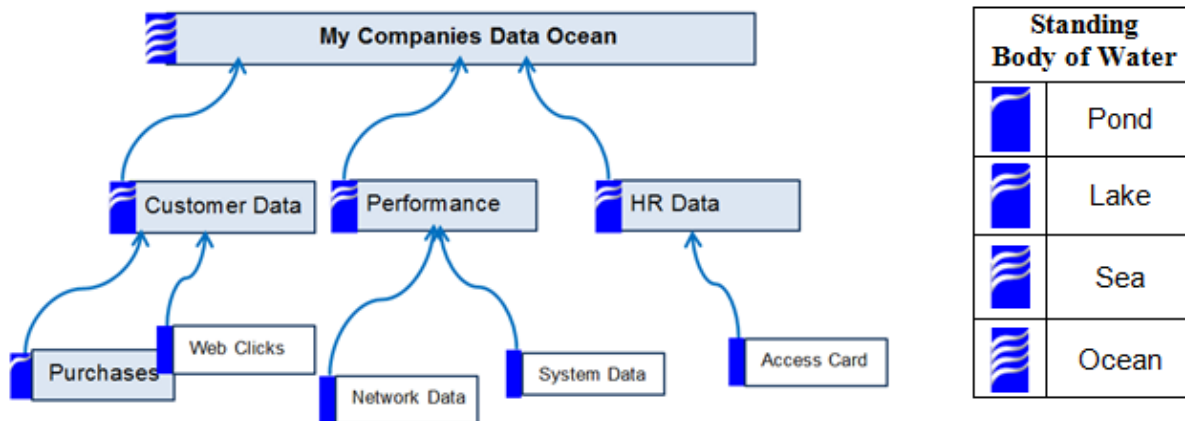 My Companies Data Ocean
Customer Data
Performance
HR Data
Purchases
Web Clicks
Network Data
System Data
Access Card
Standing
Body of Water
Pond
Lake
Sea
Ocean